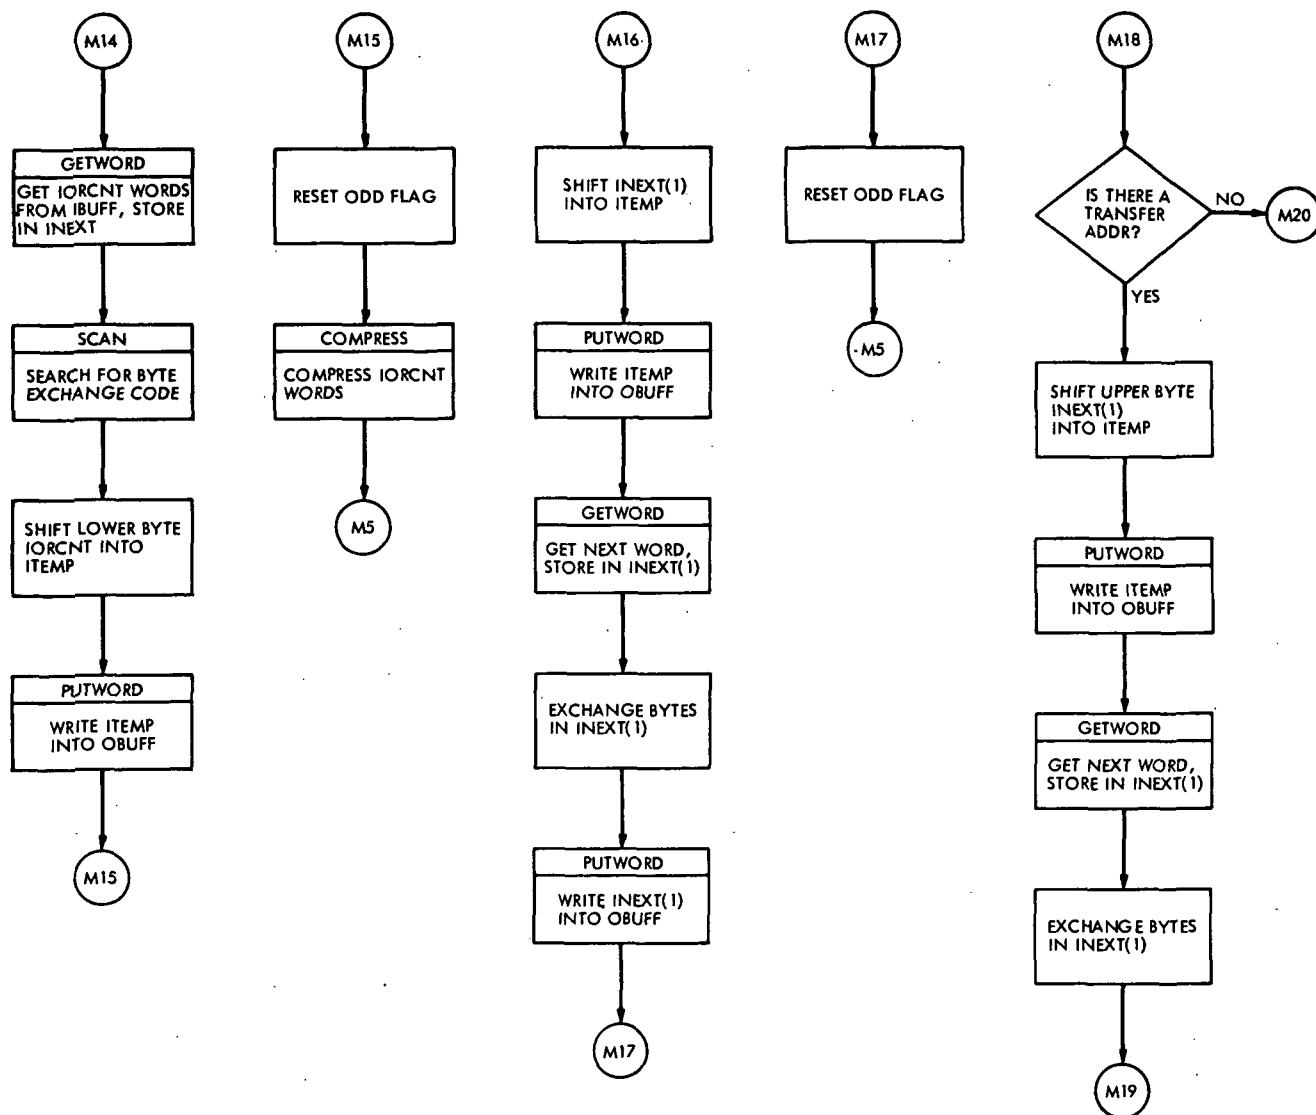 M14
GETWORD
GET IORCNT WORDS
FROM IBUFF, STORE
IN INEXT
SCAN
SEARCH FOR BYTE
EXCHANGE CODE
SHIFT LOWER BYTE
IORCNT INTO
ITEMP
PUTWORD
WRITE ITEMP
INTO OBUFF
M15
M15
RESET ODD FLAG
COMPRESS
COMPRESS IORCNT
WORDS
M5
M16
SHIFT INEXT(1)
INTO ITEMP
PUTWORD
WRITE ITEMP
INTO OBUFF
GETWORD
GET NEXT WORD,
STORE IN INEXT(1)
EXCHANGE BYTES
IN INEXT(1)
PUTWORD
WRITE INEXT(1)
INTO OBUFF
M17
M17
RESET ODD FLAG
M5
M18
IS THERE A
TRANSFER
ADDR?
NO
M20
YES
SHIFT UPPER BYTE
INEXT(1)
INTO ITEMP
PUTWORD
WRITE ITEMP
INTO OBUFF
GETWORD
GET NEXT WORD,
STORE IN INEXT(1)
EXCHANGE BYTES
IN INEXT(1)
M19